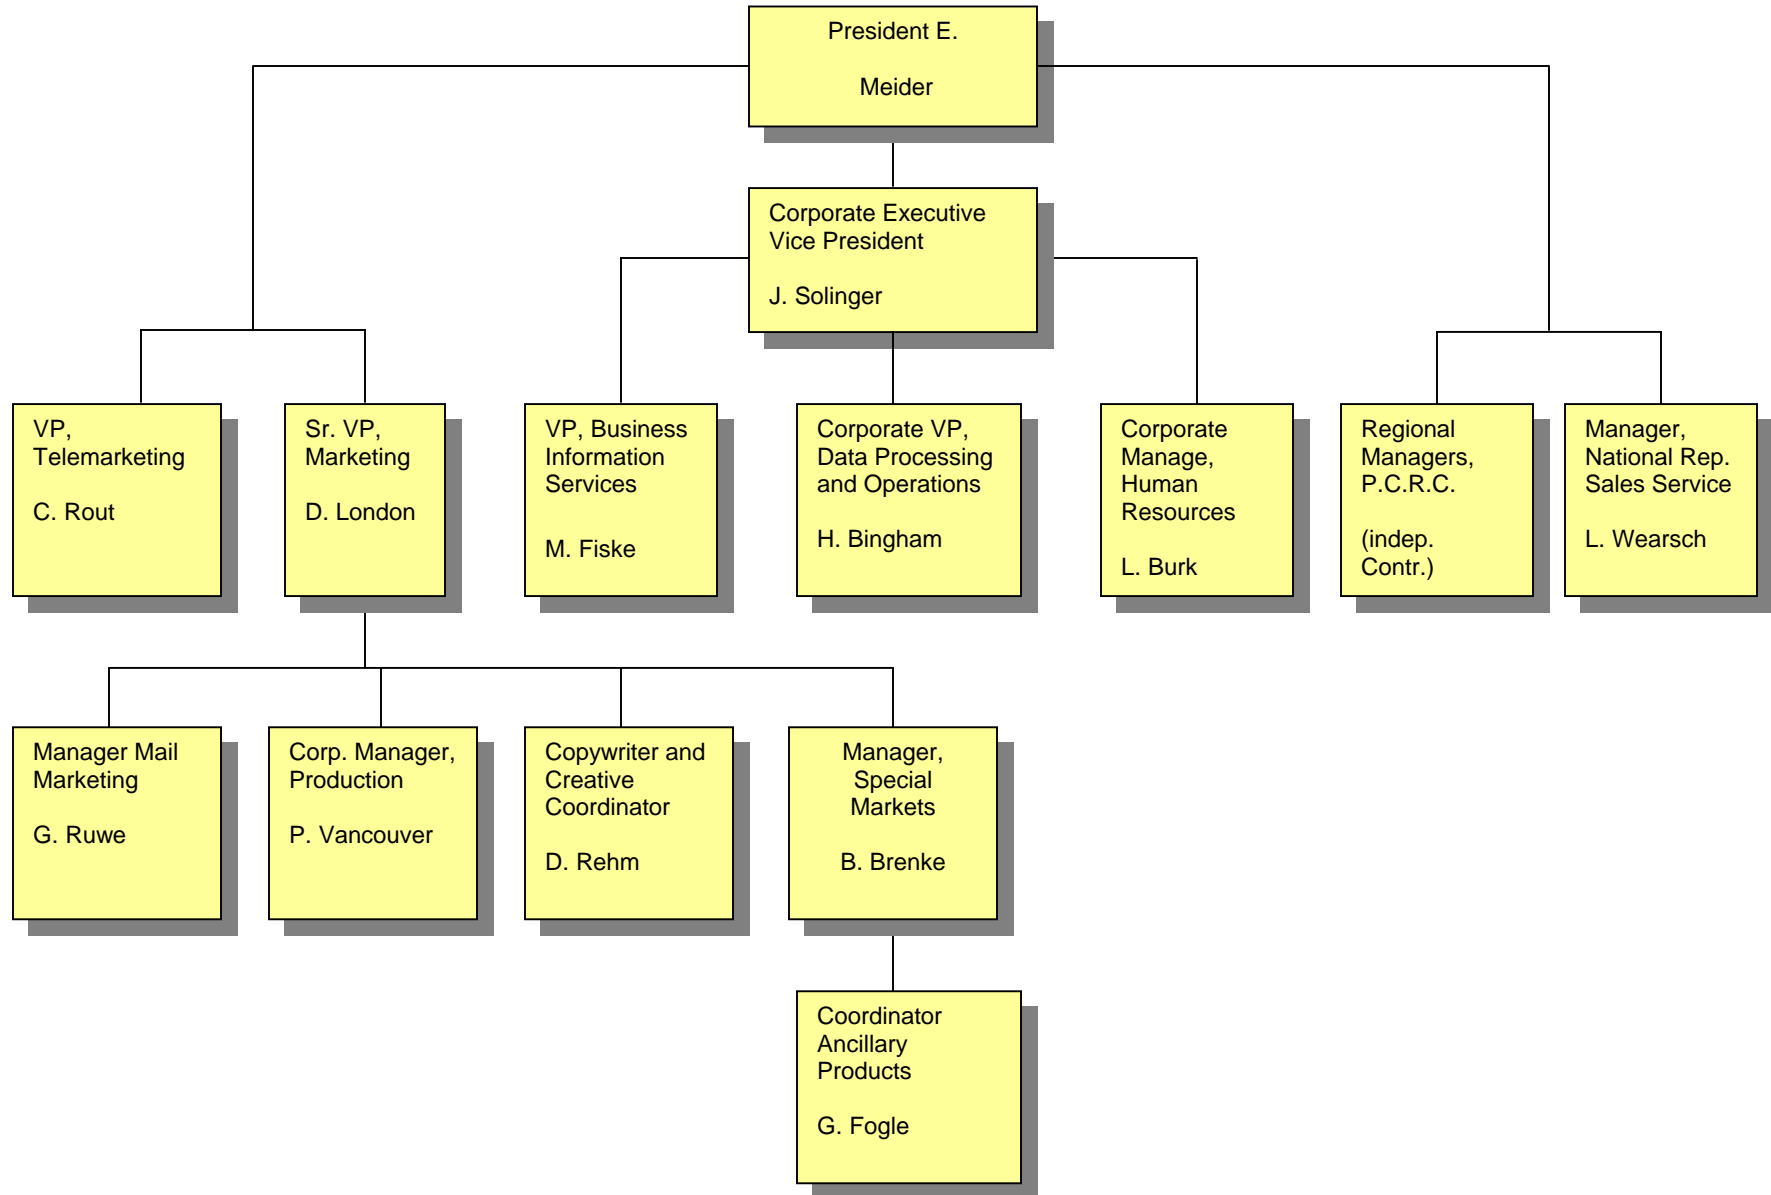 President E.
Meider
Corporate Executive
Vice President
J. Solinger
VP,
Telemarketing
C. Rout
Sr. VP,
Marketing
D. London
VP, Business
Information
Services
M. Fiske
Corporate VP,
Data Processing
and Operations
H. Bingham
Corporate
Manage,
Human
Resources
L. Burk
Regional
Managers,
P.C.R.C.
(indep.
Contr.)
Manager,
National Rep.
Sales Service
L. Wearsch
Manager Mail
Marketing
G. Ruwe
Corp. Manager,
Production
P. Vancouver
Copywriter and
Creative
Coordinator
D. Rehm
Manager,
Special
Markets
B. Brenke
Coordinator
Ancillary
Products
G. Fogle